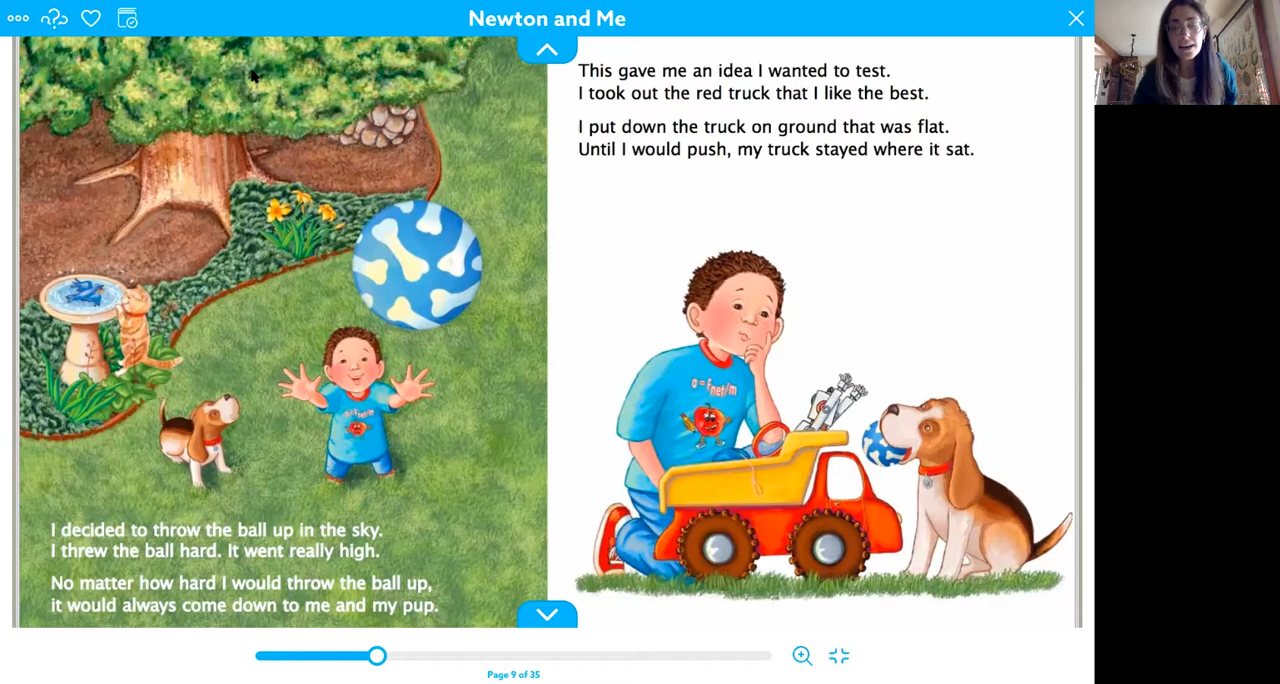 Newton and Me
I decided to throw the ball up in the sky.
I threw the ball hard. It went really high.
No matter how hard I would throw the ball up,
it would always come down to me and my pup.
This gave me an idea I wanted to test.
I took out the red truck that I like the best.
I put down the truck on ground that was flat.
Until I would push, my truck stayed where it sat.
a = fnet/m
a = fnet/m
Page 9 of 35